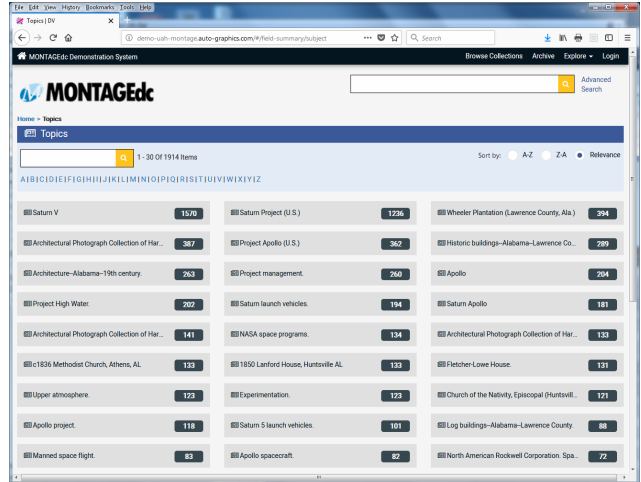 File Edit View History Bookmarks Tools Help
Topics | DV
demo-uah-montage.auto-graphics.com/#/field-summary/subject
Search
MONTAGEdc Demonstration System
Browse Collections Archive Explore Login
MONTAGEdc
Advanced Search
Home > Topics
Topics
1 - 30 Of 1914 Items
Sort by: A-Z Z-A Relevance
A|B|C|D|E|F|G|H|I|J|K|L|M|N|O|P|Q|R|S|T|U|V|W|X|Y|Z
Saturn V 1570 Saturn Project (U.S.) 1236 Wheeler Plantation (Lawrence County, Ala.) 394
Architectural Photograph Collection of Har... 387 Project Apollo (U.S.) 362 Historic buildings--Alabama--Lawrence Co... 289
Architecture--Alabama--19th century. 263 Project management. 260 Apollo 204
Project High Water. 202 Saturn launch vehicles. 194 Saturn Apollo 181
Architectural Photograph Collection of Har... 141 NASA space programs. 134 Architectural Photograph Collection of Har... 133
c1836 Methodist Church, Athens, AL 133 1850 Lanford House, Huntsville AL 133 Fletcher-Lowe House. 131
Upper atmosphere. 123 Experimentation. 123 Church of the Nativity, Episcopal (Huntsvill... 121
Apollo project. 118 Saturn 5 launch vehicles. 101 Log buildings--Alabama--Lawrence County. 88
Manned space flight. 83 Apollo spacecraft. 82 North American Rockwell Corporation. Spa... 72